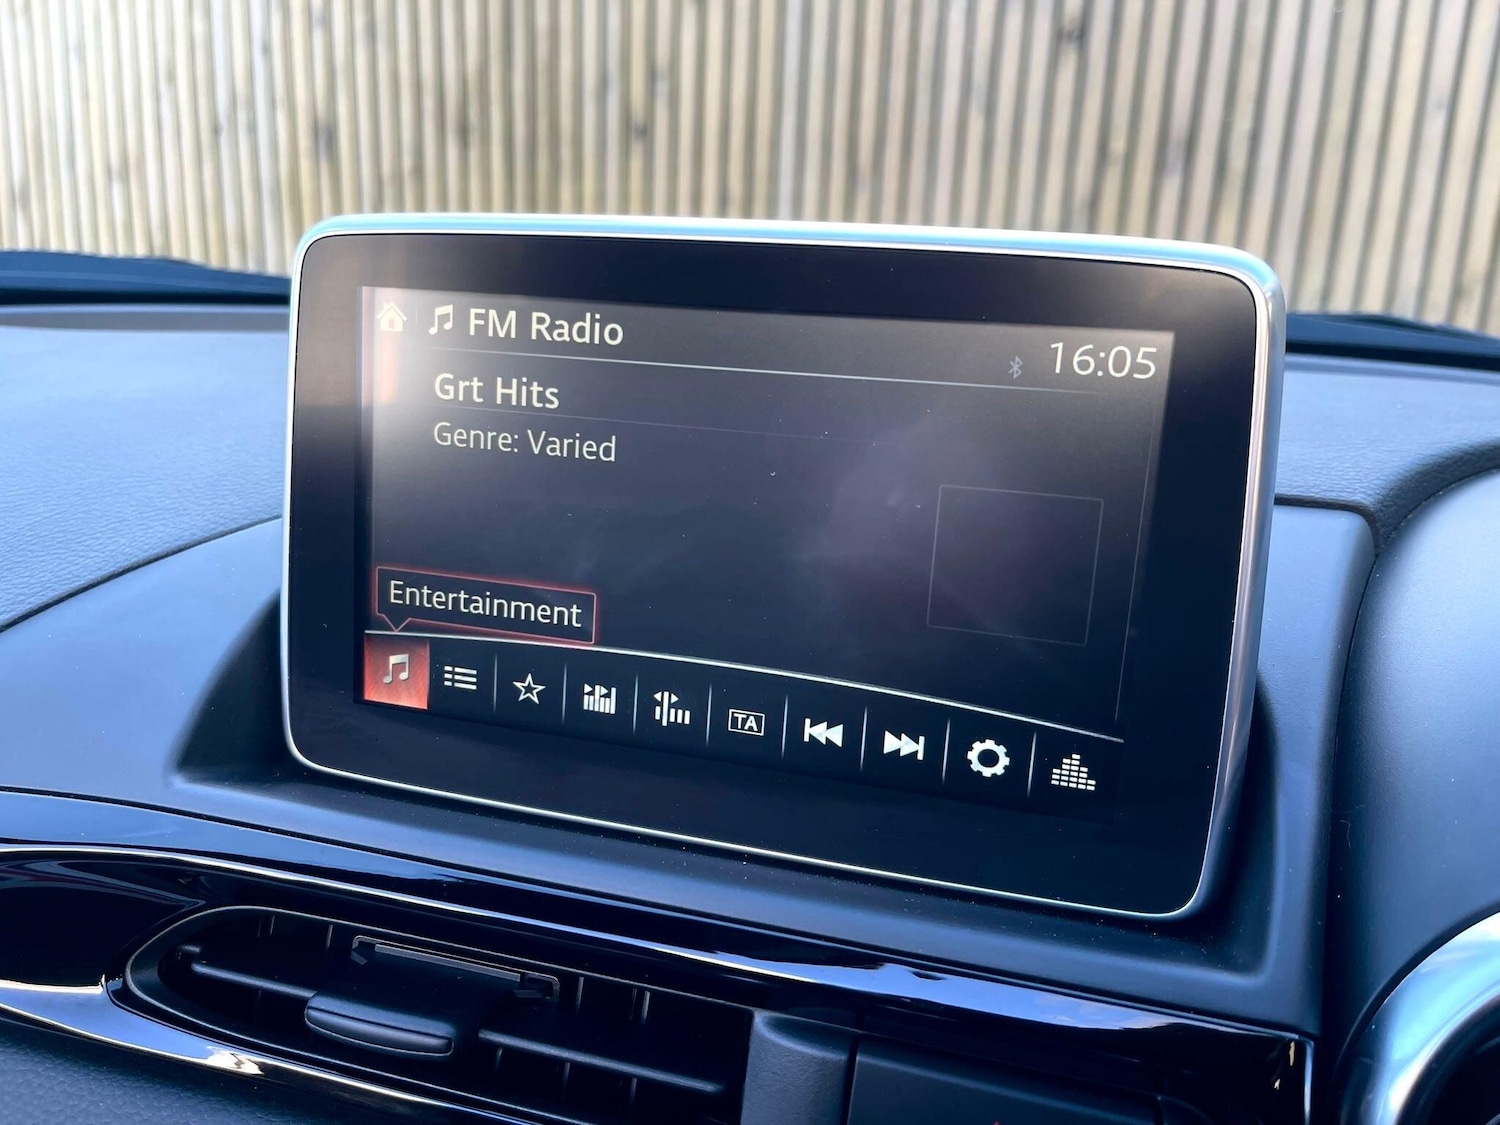 FM Radio
16:05
Grt Hits
Genre: Varied
Entertainment
TA